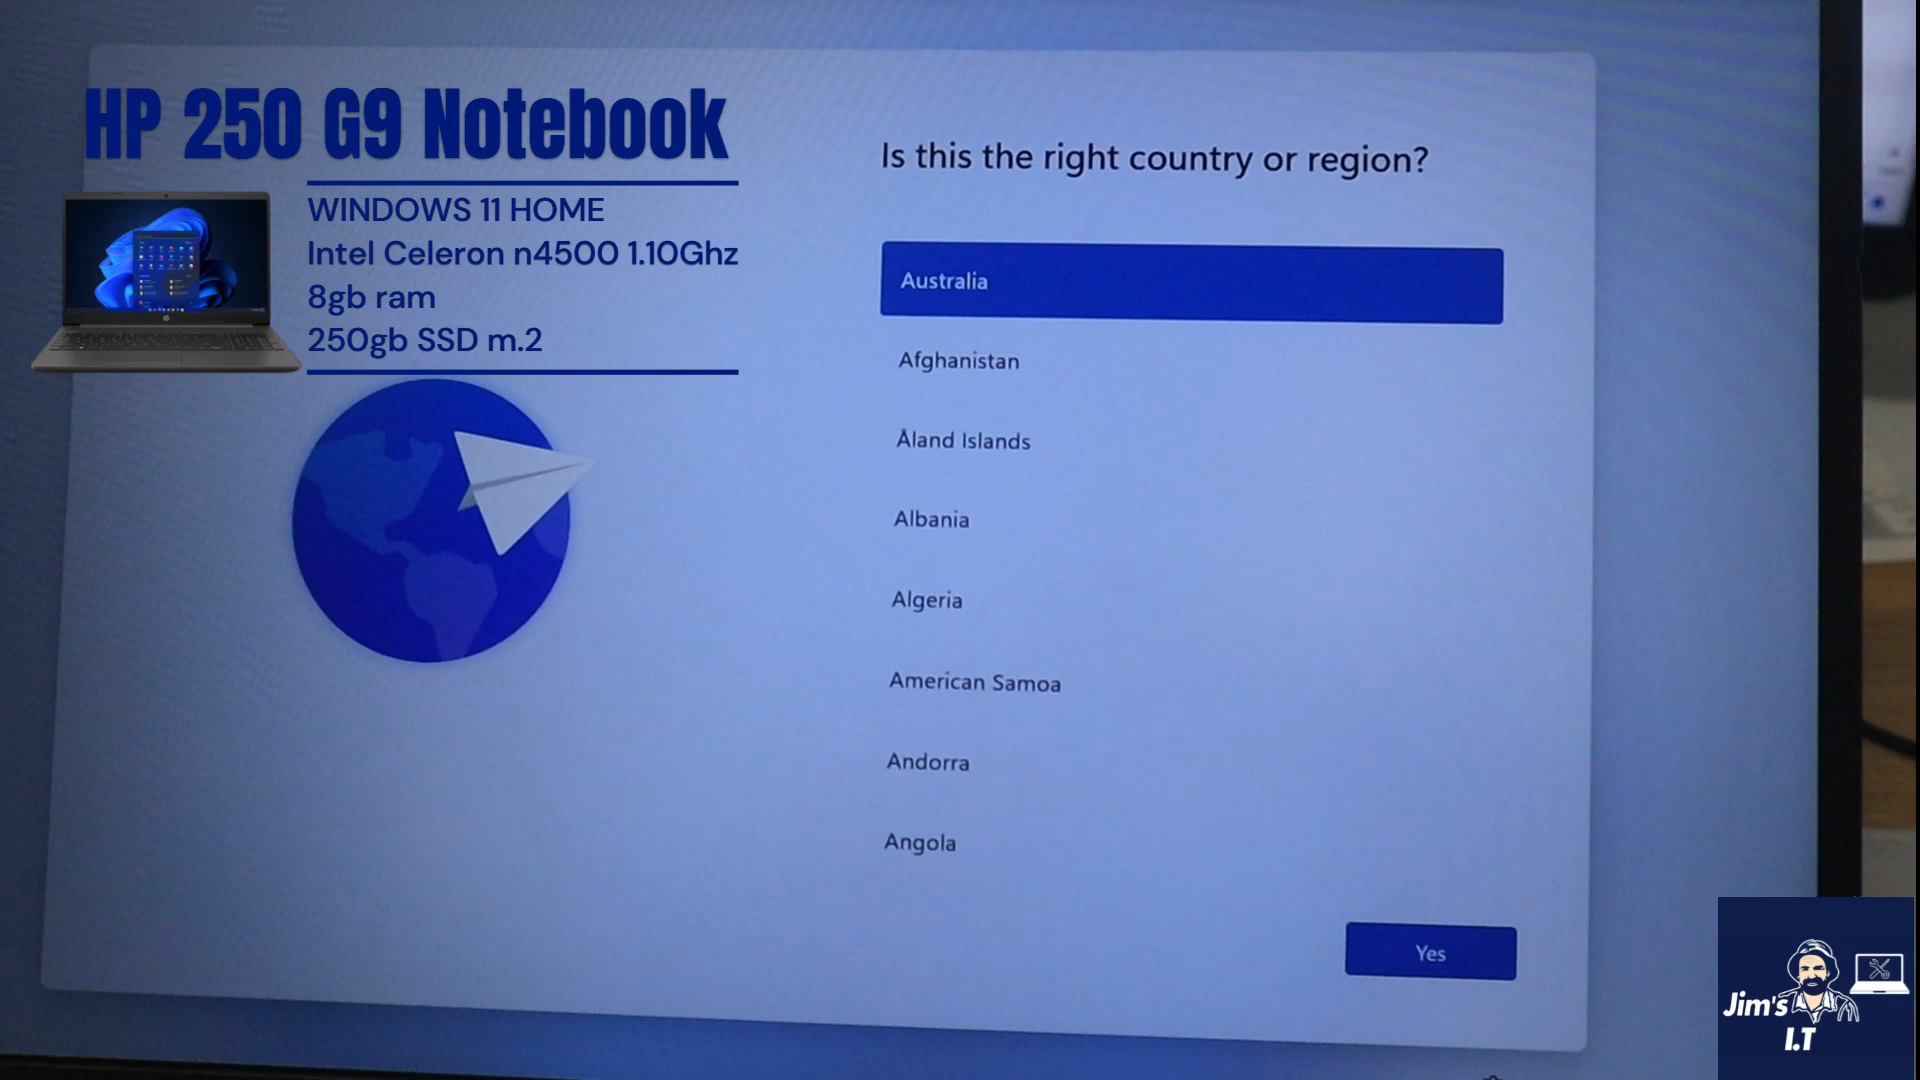 HP 250 G9 Notebook
WINDOWS 11 HOME
Intel Celeron n4500 1.10Ghz
8gb ram
250gb SSD m.2
Is this the right country or region?
Australia
Afghanistan
Åland Islands
Albania
Algeria
American Samoa
Andorra
Angola
Yes
Jim's
I.T